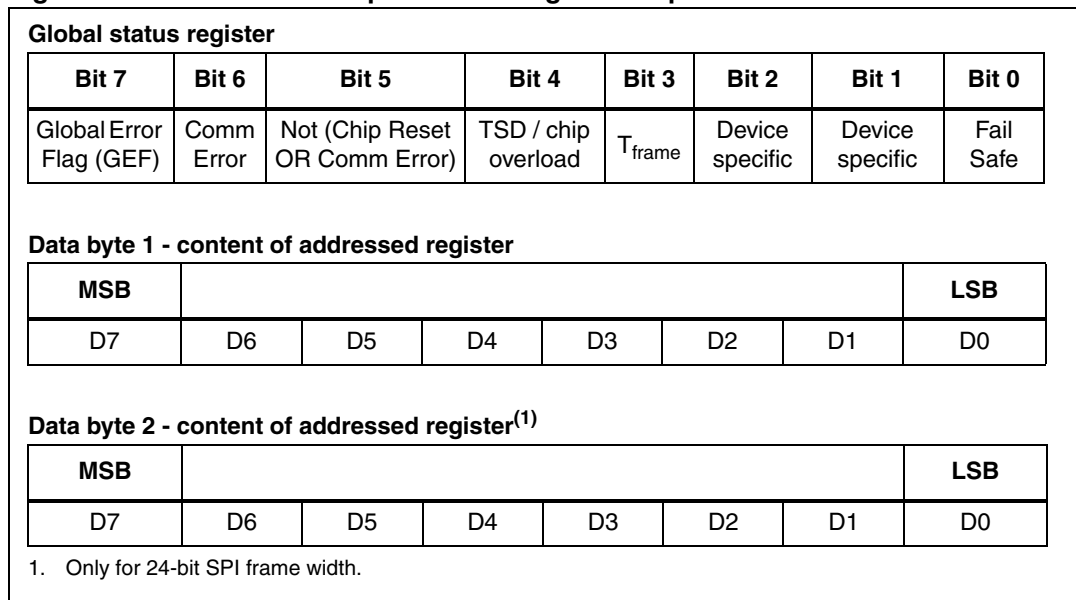 Global status register
Bit 7 Bit 6 Bit 5 Bit 4 Bit 3 Bit 2 Bit 1 Bit 0
Global Error Flag (GEF) Comm Error Not (Chip Reset OR Comm Error) TSD / chip overload Tframe Device specific Device specific Fail Safe
Data byte 1 - content of addressed register
MSB LSB
D7 D6 D5 D4 D3 D2 D1 D0
Data byte 2 - content of addressed register(1)
MSB LSB
D7 D6 D5 D4 D3 D2 D1 D0
1. Only for 24-bit SPI frame width.